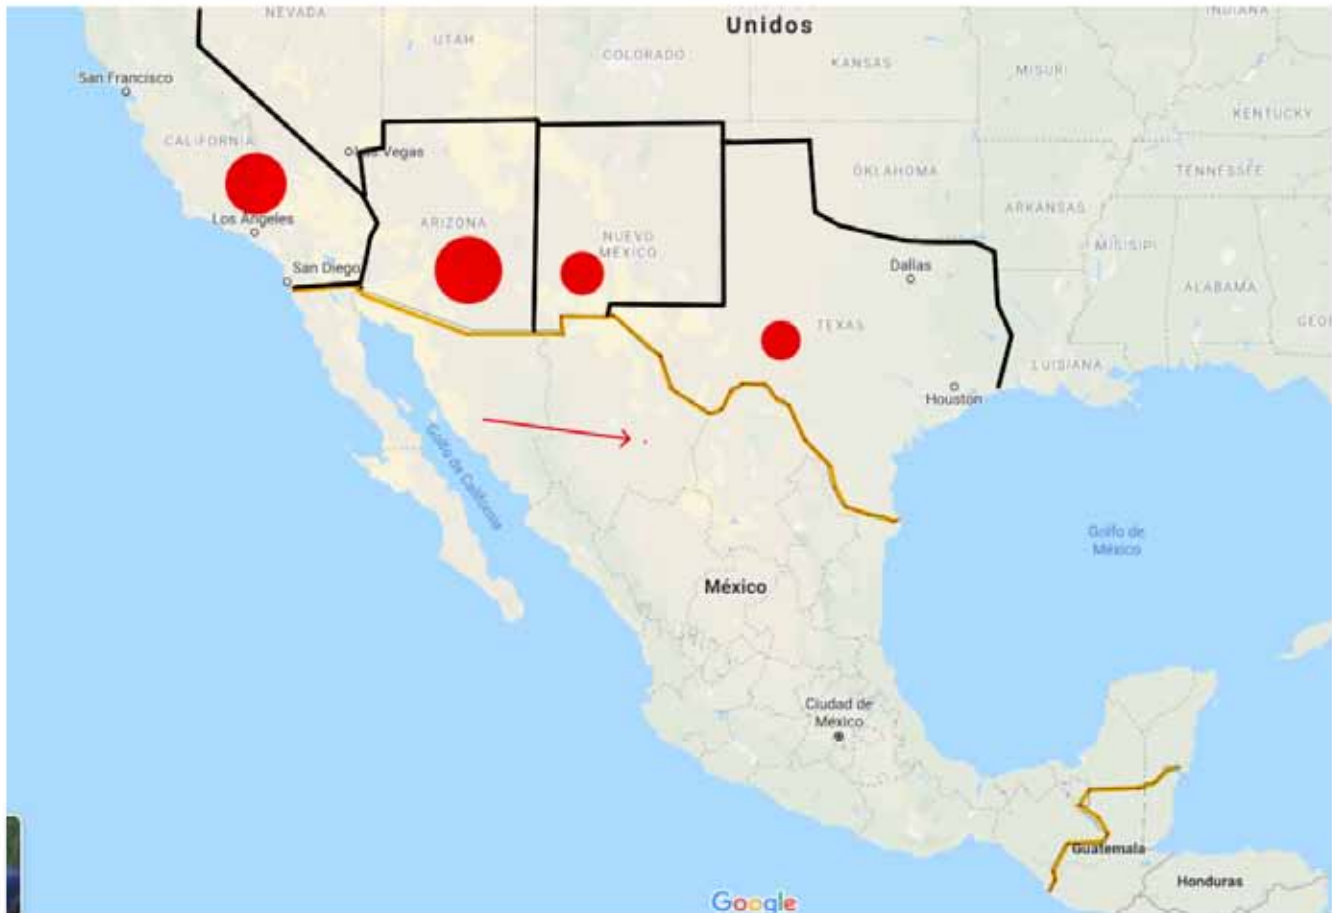 NEVADA
Unidos
INDIANA
UTAH
COLORADO
KANSAS
MISURI
San Francisco
KENTUCKY
CALIFORNIA
Las Vegas
OKLAHOMA
TENNESSEE
ARKANSAS
Los Ángeles
ARIZONA
NUEVO
MÉXICO
MISISIPI
San Diego
Dallas
ALABAMA
GEO
TEXAS
LUISIANA
Houston
Golfo de California
Golfo de
México
México
Ciudad de
México
Guatemala
Honduras
Google